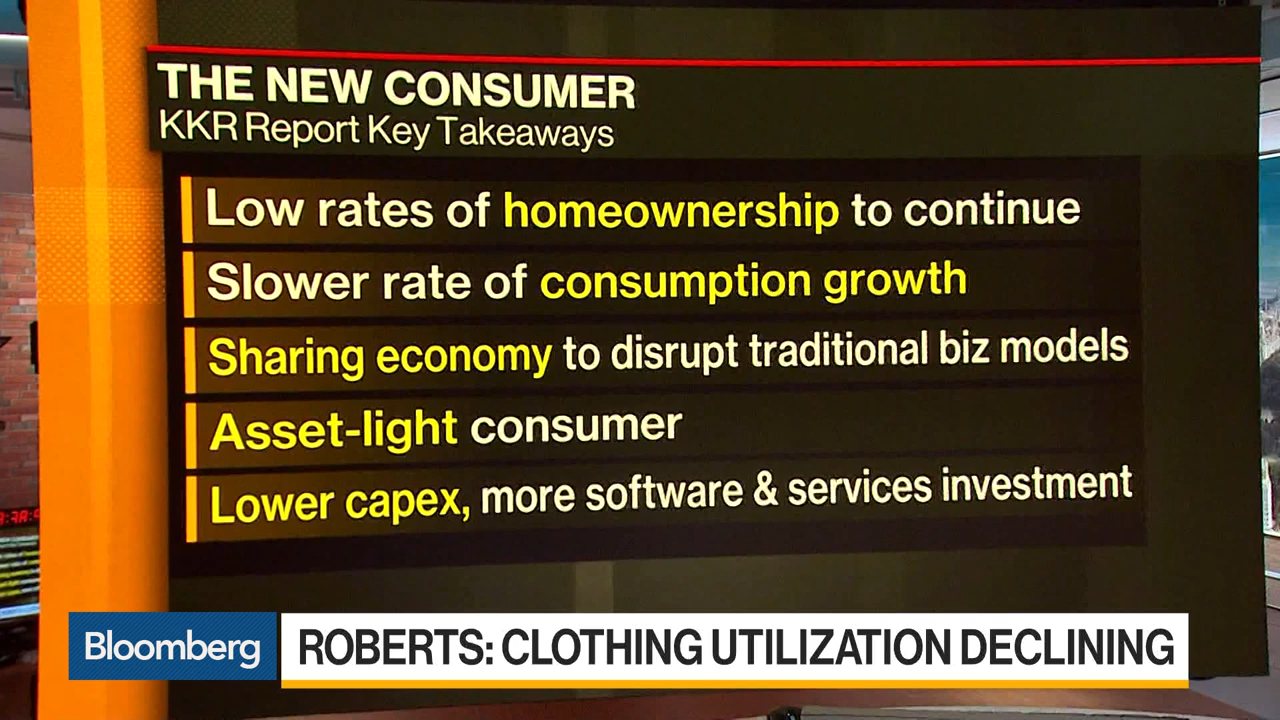 THE NEW CONSUMER
KKR Report Key Takeaways
Low rates of homeownership to continue
Slower rate of consumption growth
Sharing economy to disrupt traditional biz models
Asset-light consumer
Lower capex, more software & services investment
Bloomberg
ROBERTS: CLOTHING UTILIZATION DECLINING